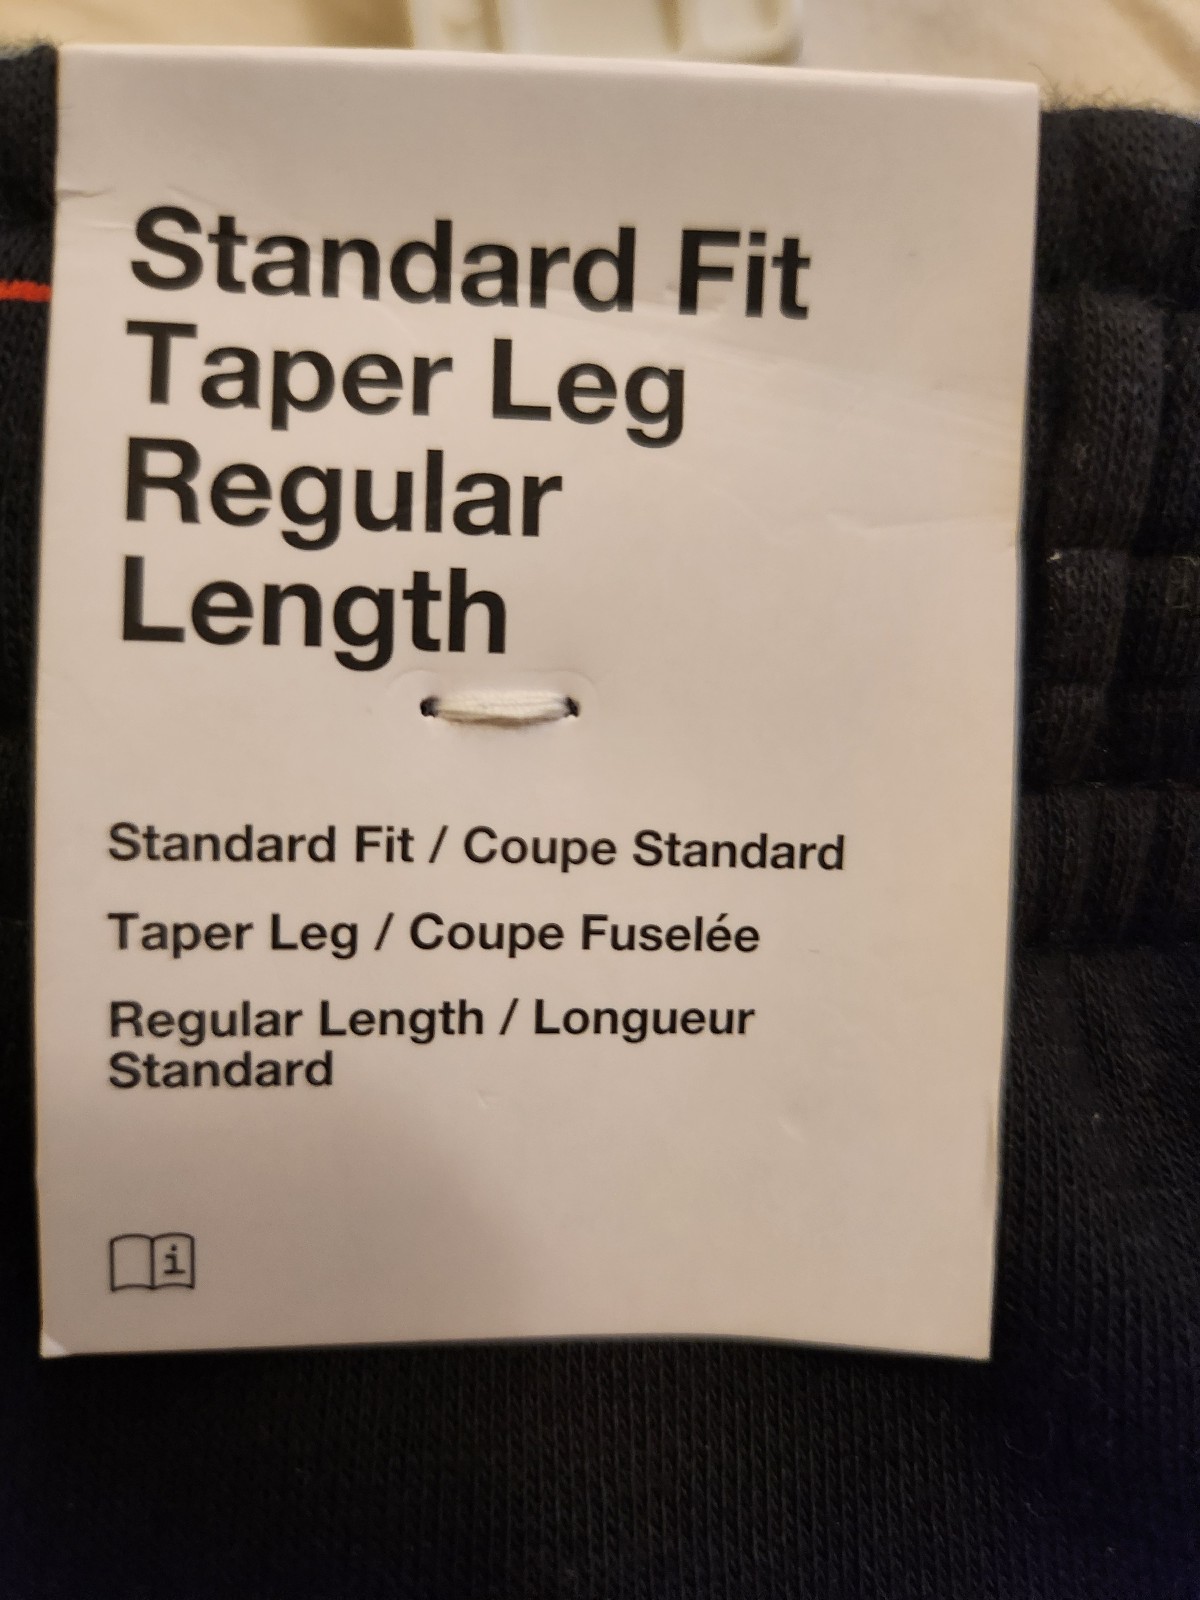 Standard Fit
Taper Leg
Regular
Length
Standard Fit / Coupe Standard
Taper Leg / Coupe Fuselée
Regular Length / Longueur
Standard
i